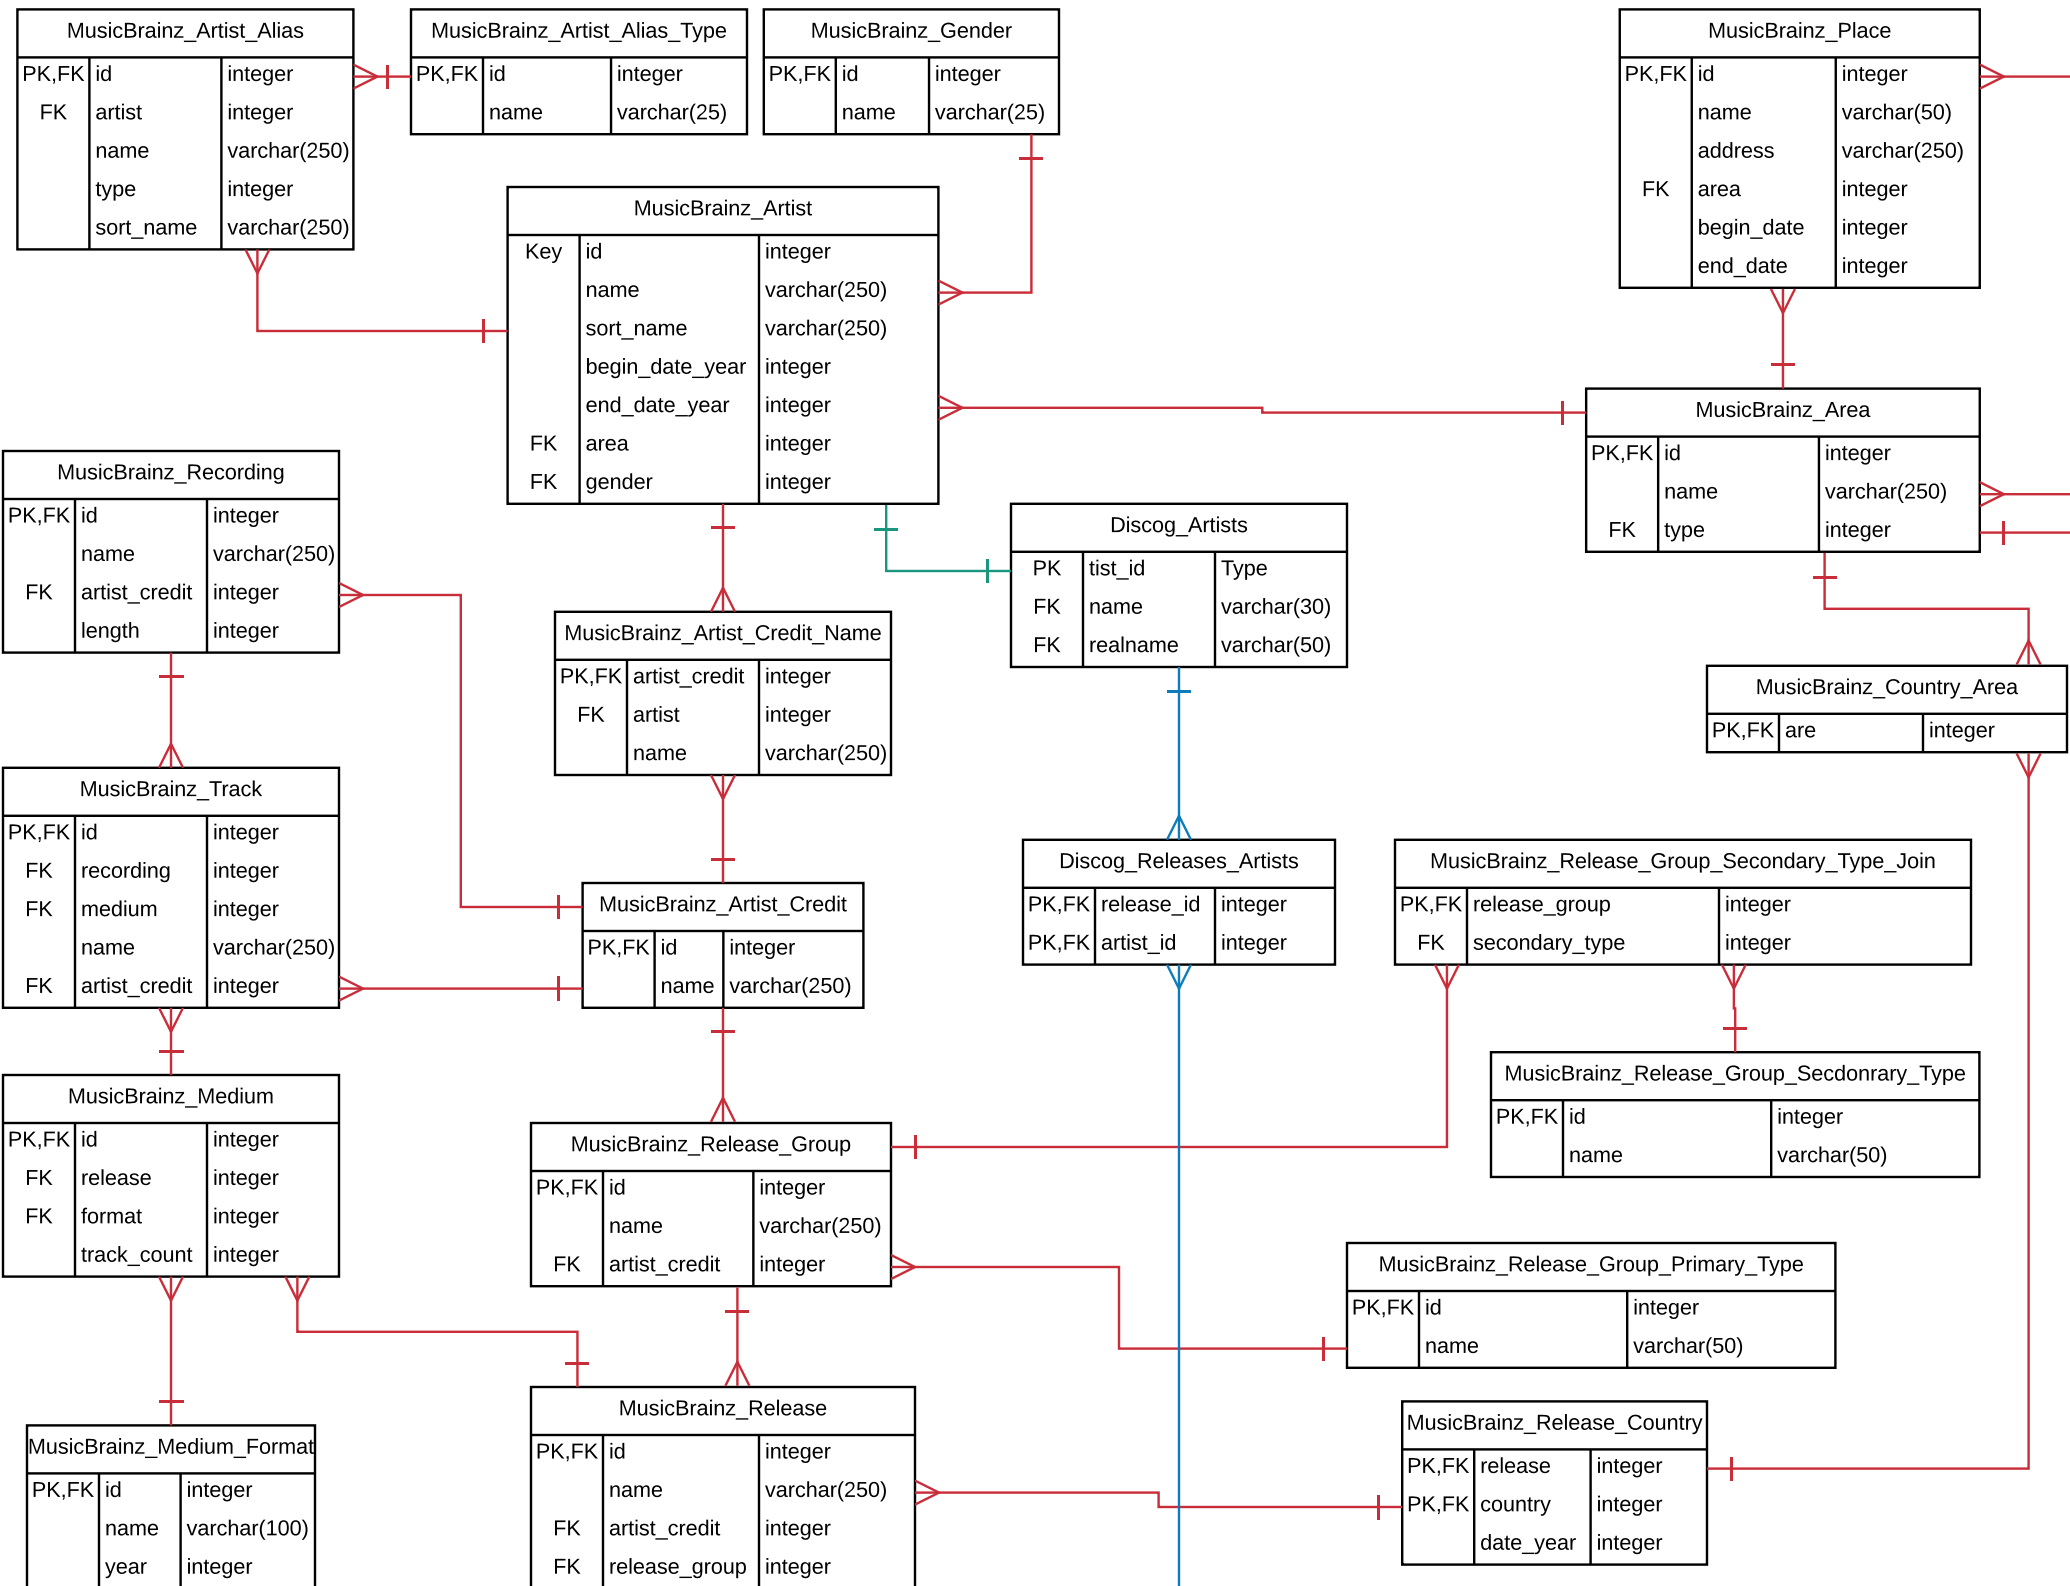 MusicBrainz_Artist_Alias
PK,FK id integer
FK artist integer
name varchar(250)
type integer
sort_name varchar(250)
MusicBrainz_Artist_Alias_Type
PK,FK id integer
name varchar(25)
MusicBrainz_Gender
PK,FK id integer
name varchar(25)
MusicBrainz_Place
PK,FK id integer
name varchar(50)
address varchar(250)
FK area integer
begin_date integer
end_date integer
MusicBrainz_Artist
Key id integer
name varchar(250)
sort_name varchar(250)
begin_date_year integer
end_date_year integer
FK area integer
FK gender integer
MusicBrainz_Area
PK,FK id integer
name varchar(250)
FK type integer
MusicBrainz_Recording
PK,FK id integer
name varchar(250)
FK artist_credit integer
length integer
Discog_Artists
PK tist_id Type
FK name varchar(30)
FK realname varchar(50)
MusicBrainz_Artist_Credit_Name
PK,FK artist_credit integer
FK artist integer
name varchar(250)
MusicBrainz_Country_Area
PK,FK are integer
MusicBrainz_Track
PK,FK id integer
FK recording integer
FK medium integer
name varchar(250)
FK artist_credit integer
MusicBrainz_Artist_Credit
PK,FK id integer
name varchar(250)
Discog_Releases_Artists
PK,FK release_id integer
PK,FK artist_id integer
MusicBrainz_Release_Group_Secondary_Type_Join
PK,FK release_group integer
FK secondary_type integer
MusicBrainz_Release_Group_Secdonrary_Type
PK,FK id integer
name varchar(50)
MusicBrainz_Medium
PK,FK id integer
FK release integer
FK format integer
track_count integer
MusicBrainz_Release_Group
PK,FK id integer
name varchar(250)
FK artist_credit integer
MusicBrainz_Release_Group_Primary_Type
PK,FK id integer
name varchar(50)
MusicBrainz_Medium_Format
PK,FK id integer
name varchar(100)
year integer
MusicBrainz_Release
PK,FK id integer
name varchar(250)
FK artist_credit integer
FK release_group integer
MusicBrainz_Release_Country
PK,FK release integer
PK,FK country integer
date_year integer